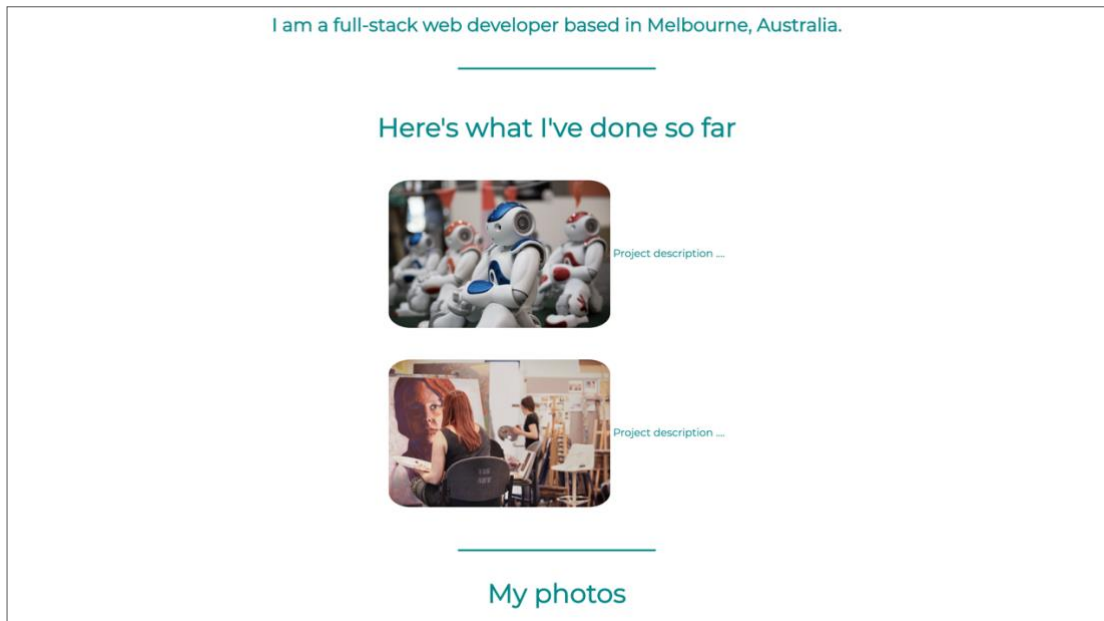 I am a full-stack web developer based in Melbourne, Australia.
Here's what I've done so far
Project description ....
Project description ....
My photos